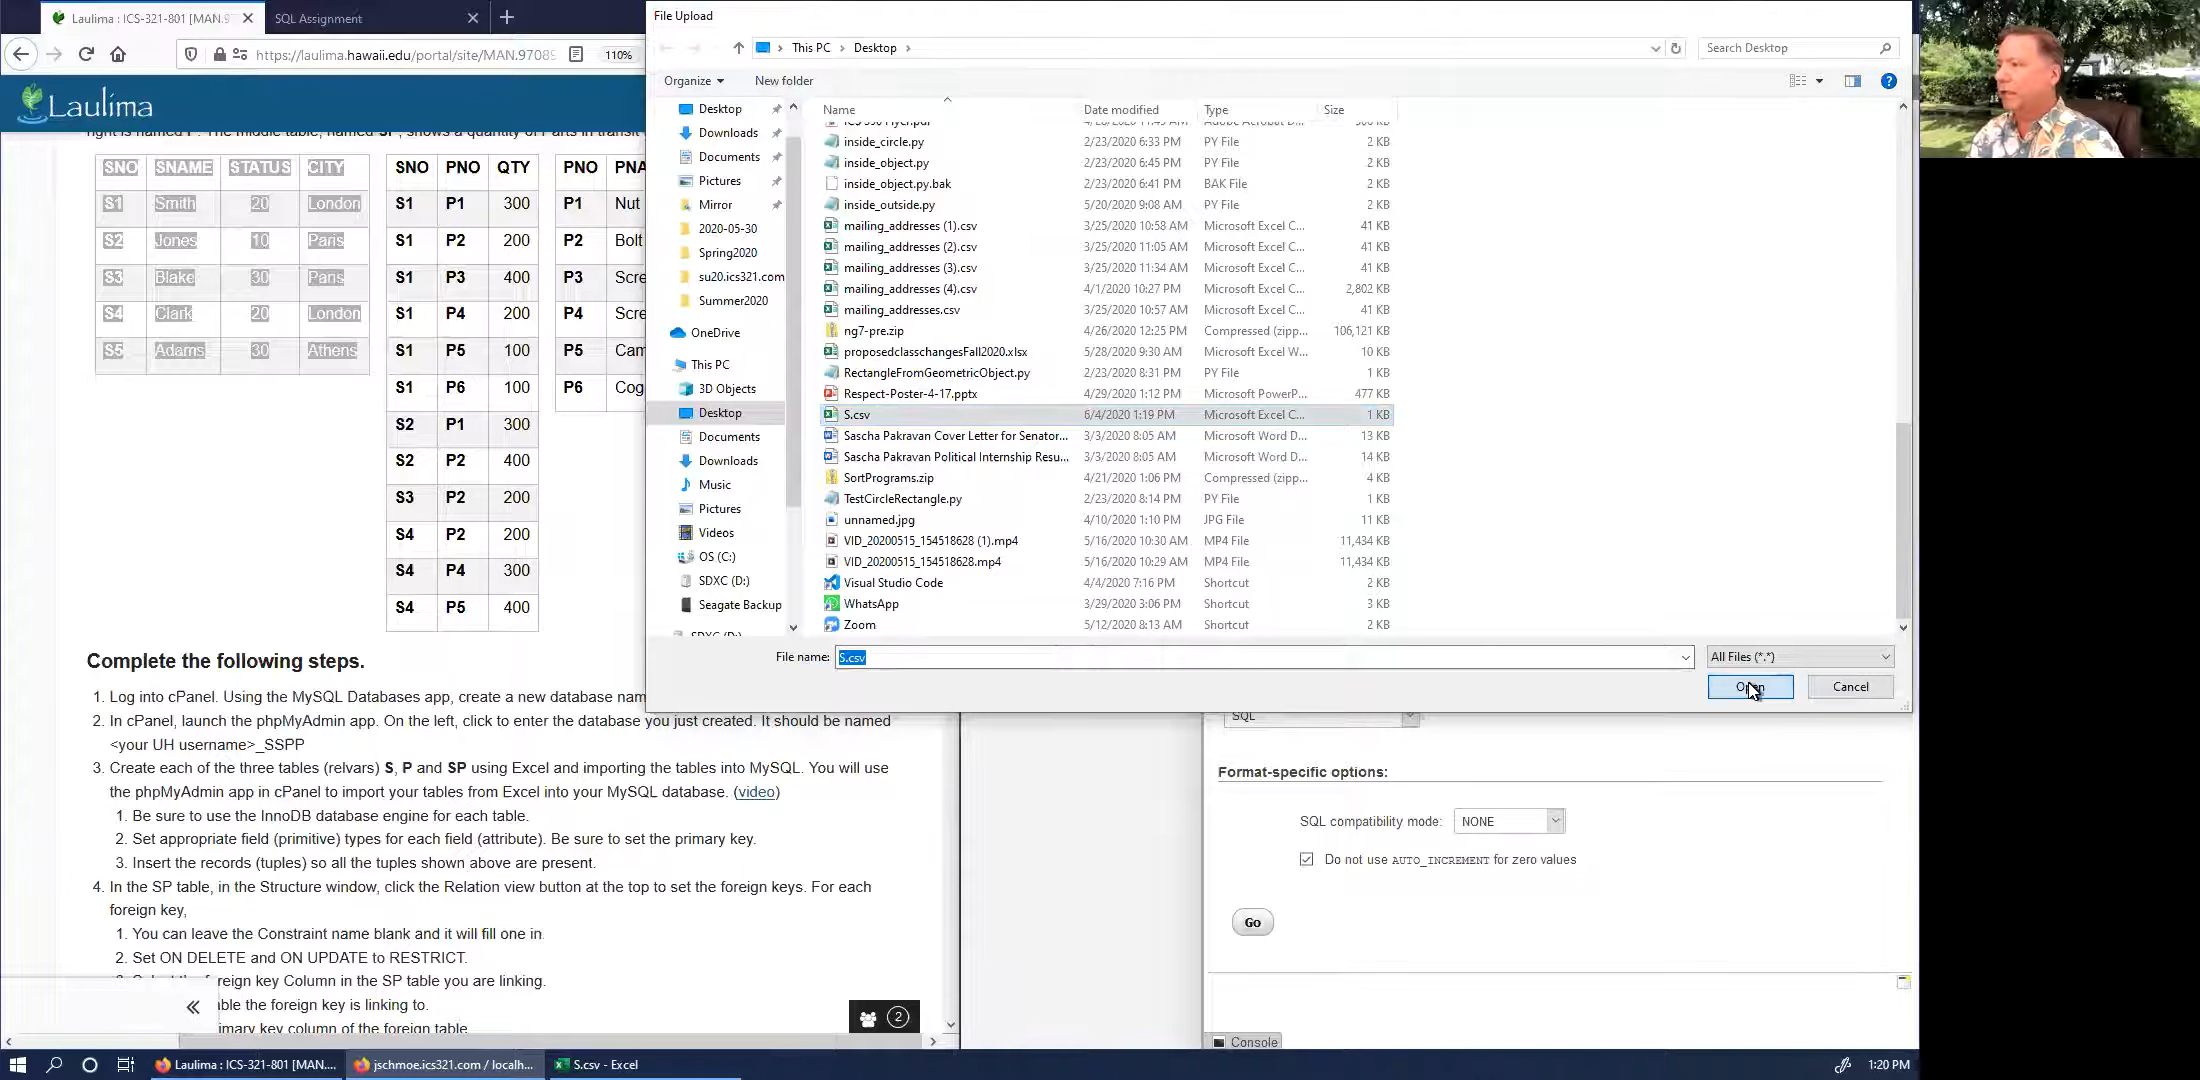 Laulima : ICS-321-801 [MAN.97
SQL Assignment
File Upload
https://laulima.hawaii.edu/portal/site/MAN.97089
110%
This PC
Desktop
Search Desktop
Organize
New folder
Laulima
Desktop
Downloads
Documents
Pictures
Mirror
2020-05-30
Spring2020
su20.ics321.com
Summer2020
OneDrive
This PC
3D Objects
Desktop
Documents
Downloads
Music
Pictures
Videos
OS (C:)
SDXC (D:)
Seagate Backup
SDXC (D:)
Name Date modified Type Size
inside_circle.py 2/23/2020 6:33 PM PY File 2 KB
inside_object.py 2/23/2020 6:45 PM PY File 2 KB
inside_object.py.bak 2/23/2020 6:41 PM BAK File 2 KB
inside_outside.py 5/20/2020 9:08 AM PY File 2 KB
mailing_addresses (1).csv 3/25/2020 10:58 AM Microsoft Excel C... 41 KB
mailing_addresses (2).csv 3/25/2020 11:05 AM Microsoft Excel C... 41 KB
mailing_addresses (3).csv 3/25/2020 11:34 AM Microsoft Excel C... 41 KB
mailing_addresses (4).csv 4/1/2020 10:27 PM Microsoft Excel C... 2,802 KB
mailing_addresses.csv 3/25/2020 10:57 AM Microsoft Excel C... 41 KB
ng7-pre.zip 4/26/2020 12:25 PM Compressed (zipp... 106,121 KB
proposedclasschangesFall2020.xlsx 5/28/2020 9:30 AM Microsoft Excel W... 10 KB
RectangleFromGeometricObject.py 2/23/2020 8:31 PM PY File 1 KB
Respect-Poster-4-17.pptx 4/29/2020 1:12 PM Microsoft PowerP... 477 KB
S.csv 6/4/2020 1:19 PM Microsoft Excel C... 1 KB
Sascha Pakravan Cover Letter for Senator... 3/3/2020 8:05 AM Microsoft Word D... 13 KB
Sascha Pakravan Political Internship Resu... 3/3/2020 8:05 AM Microsoft Word D... 14 KB
SortPrograms.zip 4/21/2020 1:06 PM Compressed (zipp... 4 KB
TestCircleRectangle.py 2/23/2020 8:14 PM PY File 1 KB
unnamed.jpg 4/10/2020 1:10 PM JPG File 11 KB
VID_20200515_154518628 (1).mp4 5/16/2020 10:30 AM MP4 File 11,434 KB
VID_20200515_154518628.mp4 5/16/2020 10:29 AM MP4 File 11,434 KB
Visual Studio Code 4/4/2020 7:16 PM Shortcut 2 KB
WhatsApp 3/29/2020 3:06 PM Shortcut 3 KB
Zoom 5/12/2020 8:13 AM Shortcut 2 KB
File name: S.csv
All Files (*.*)
Open
Cancel
SNO SNAME STATUS CITY
S1 Smith 20 London
S2 Jones 10 Paris
S3 Blake 30 Paris
S4 Clark 20 London
S5 Adams 30 Athens
SNO PNO QTY
S1 P1 300
S1 P2 200
S1 P3 400
S1 P4 200
S1 P5 100
S1 P6 100
S2 P1 300
S2 P2 400
S3 P2 200
S4 P2 200
S4 P4 300
S4 P5 400
PNO PNA
P1 Nut
P2 Bolt
P3 Scre
P4 Scre
P5 Cam
P6 Cog
Complete the following steps.
1. Log into cPanel. Using the MySQL Databases app, create a new database nam
2. In cPanel, launch the phpMyAdmin app. On the left, click to enter the database you just created. It should be named
<your UH username>_SSPP
3. Create each of the three tables (relvars) S, P and SP using Excel and importing the tables into MySQL. You will use
the phpMyAdmin app in cPanel to import your tables from Excel into your MySQL database. (video)
1. Be sure to use the InnoDB database engine for each table.
2. Set appropriate field (primitive) types for each field (attribute). Be sure to set the primary key.
3. Insert the records (tuples) so all the tuples shown above are present.
4. In the SP table, in the Structure window, click the Relation view button at the top to set the foreign keys. For each
foreign key,
1. You can leave the Constraint name blank and it will fill one in
2. Set ON DELETE and ON UPDATE to RESTRICT.
reign key Column in the SP table you are linking.
able the foreign key is linking to.
imary key column of the foreign table
2
SQL
Format-specific options:
SQL compatibility mode: NONE
Do not use AUTO_INCREMENT for zero values
Go
Console
Laulima : ICS-321-801 [MAN....
jschmoe.ics321.com / localh...
S.csv - Excel
1:20 PM